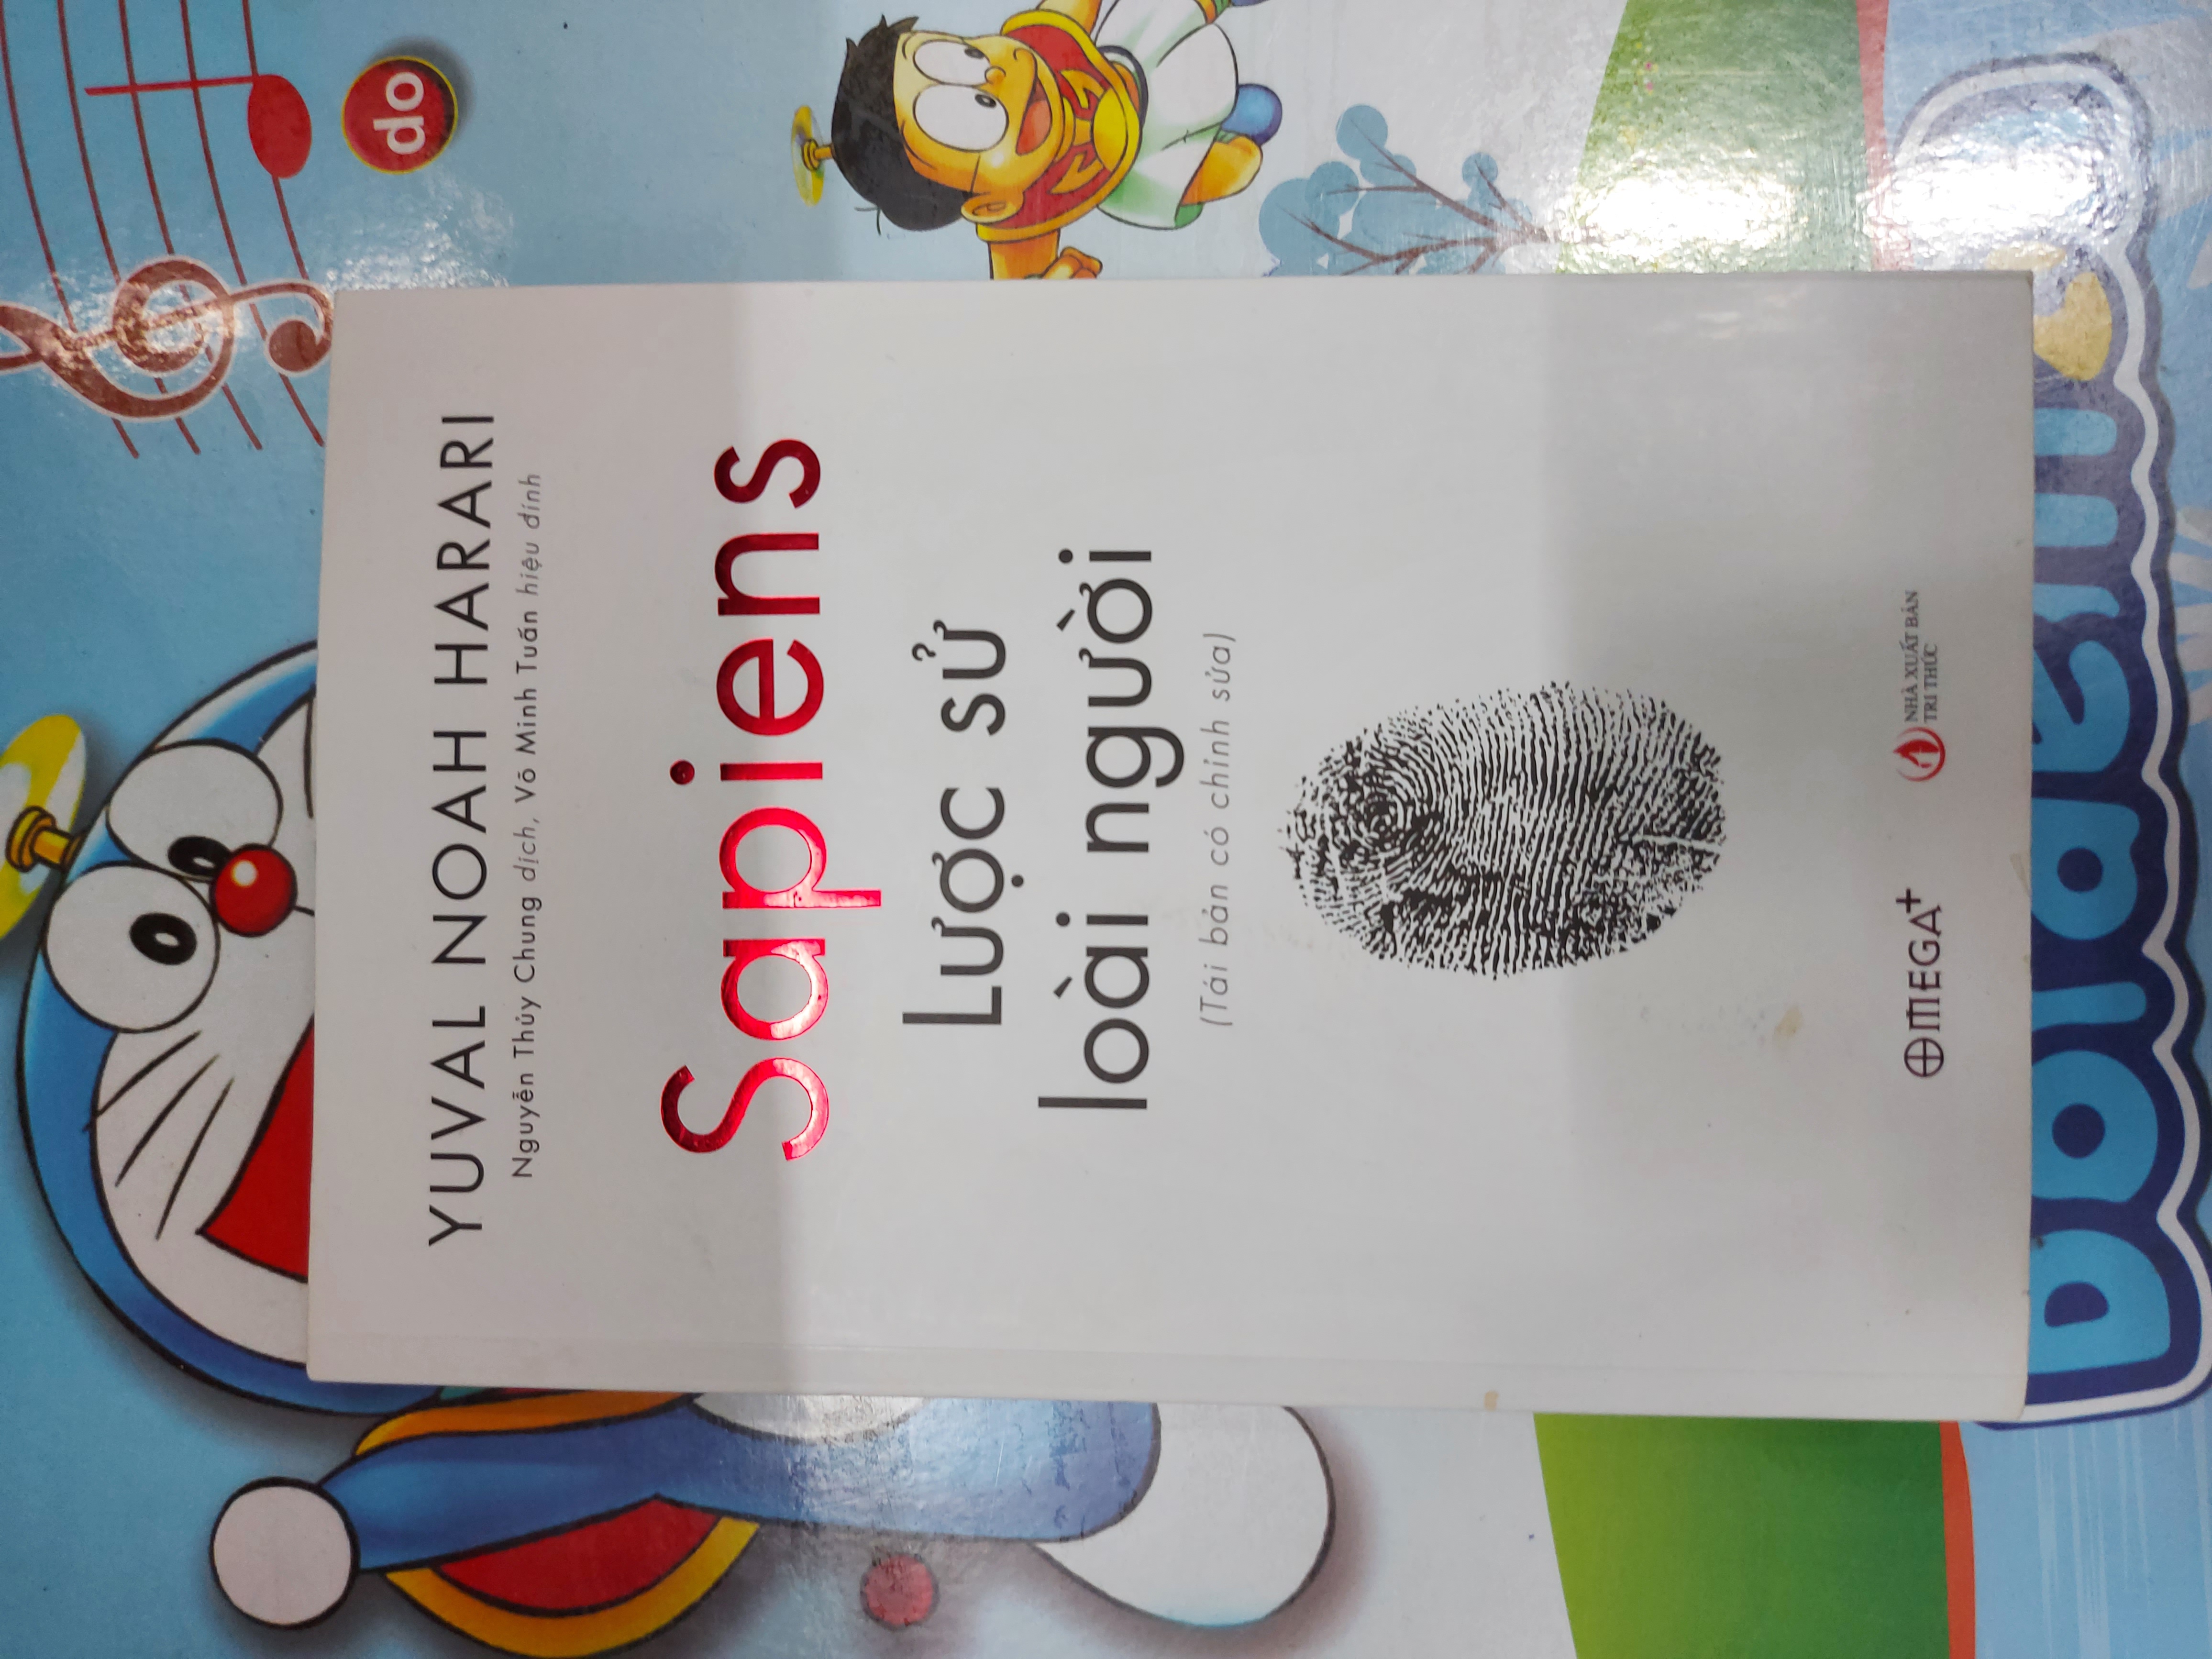 do
YUVAL NOAH HARARI
Nguyễn Thủy Chung dịch, Võ Minh Tuấn hiệu đính
Sapiens
Lược sử
loài người
(Tái bản có chỉnh sửa)
OMEGA+
NHÀ XUẤT BẢN
TRI THỨC
Doraemon